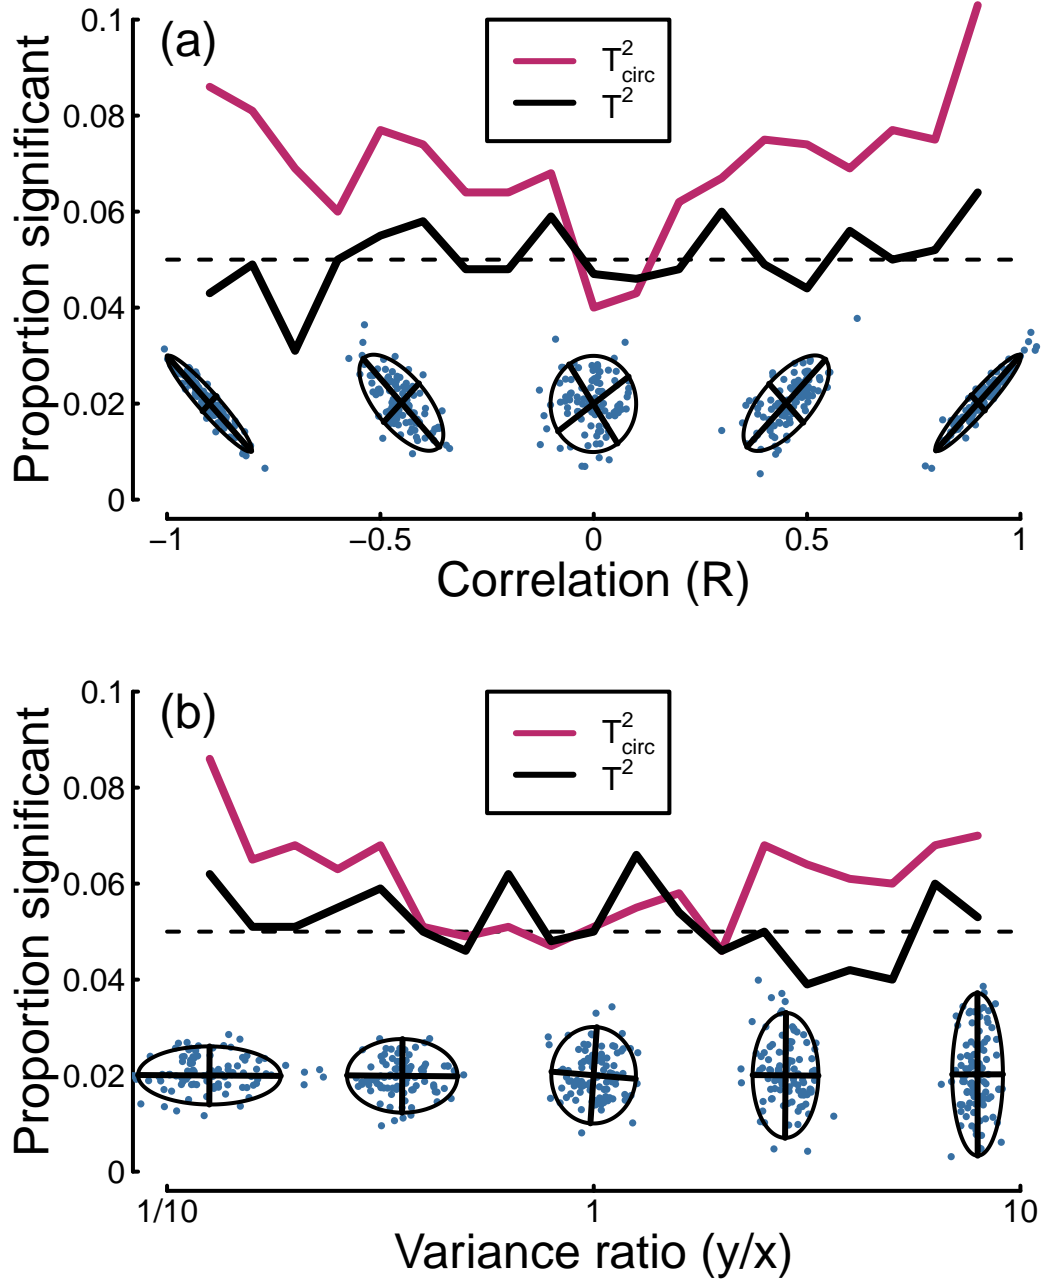 (a)
T²circ
T²
Proportion significant
0.1
0.08
0.06
0.04
0.02
0
−1
−0.5
0
0.5
1
Correlation (R)
(b)
T²circ
T²
Proportion significant
0.1
0.08
0.06
0.04
0.02
0
1/10
1
10
Variance ratio (y/x)